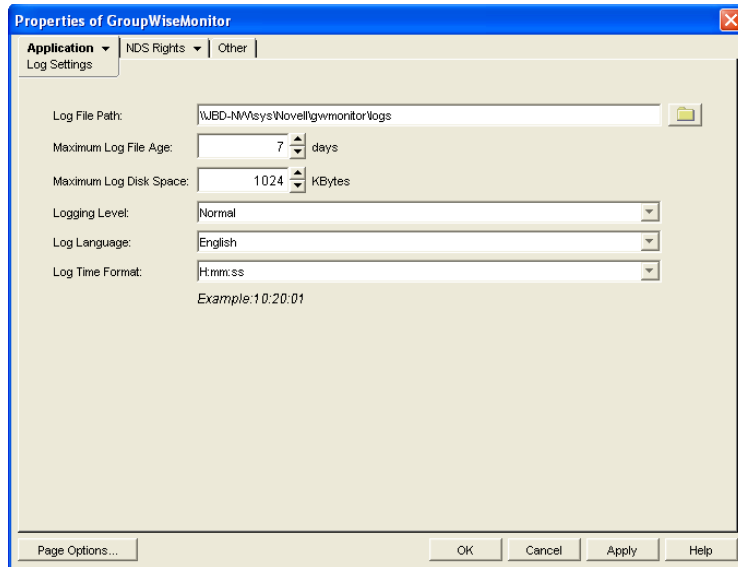 Properties of GroupWiseMonitor
Application NDS Rights Other
Log Settings
Log File Path: \\JBD-NW\sys\Novell\gwmonitor\logs
Maximum Log File Age: 7 days
Maximum Log Disk Space: 1024 KBytes
Logging Level: Normal
Log Language: English
Log Time Format: H:mm:ss
Example:10:20:01
Page Options... OK Cancel Apply Help